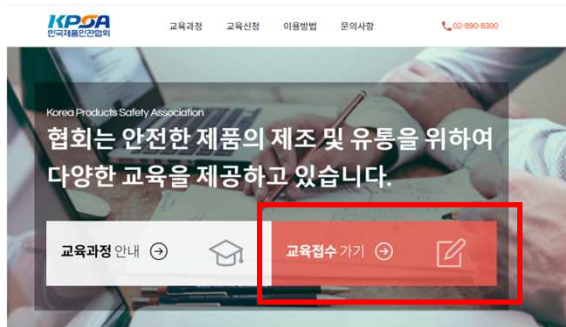 KPSA
한국제품안전협회
교육과정 교육신청 이용방법 문의사항 02-890-8300
Korea Products Safety Association
협회는 안전한 제품의 제조 및 유통을 위하여
다양한 교육을 제공하고 있습니다.
교육과정 안내
교육접수 가기